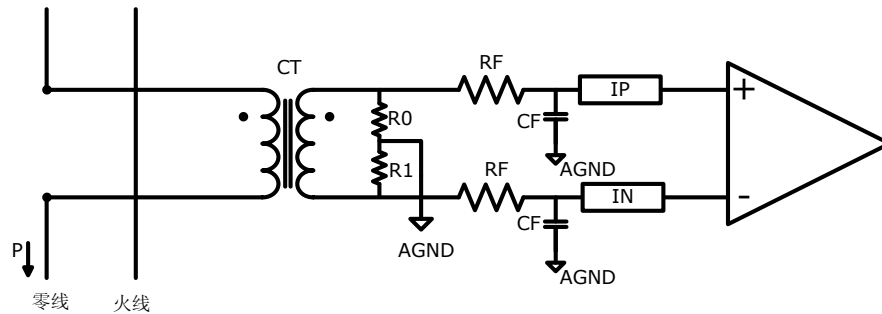 CT
RF
IP
+
R0
CF
AGND
R1
RF
IN
-
CF
AGND
AGND
P
零线
火线